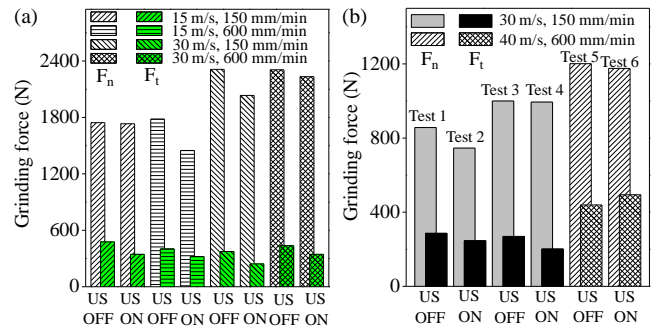 (a)
15 m/s, 150 mm/min
15 m/s, 600 mm/min
30 m/s, 150 mm/min
30 m/s, 600 mm/min
Fn Ft
Grinding force (N)
2400
1800
1200
600
0
US US US US US US US US
OFF ON OFF ON OFF ON OFF ON
(b)
30 m/s, 150 mm/min
40 m/s, 600 mm/min
Fn Ft
Test 5
Test 6
Test 3
Test 4
Test 1
Test 2
Grinding force (N)
1200
800
400
0
US US US US US US
OFF ON OFF ON OFF ON